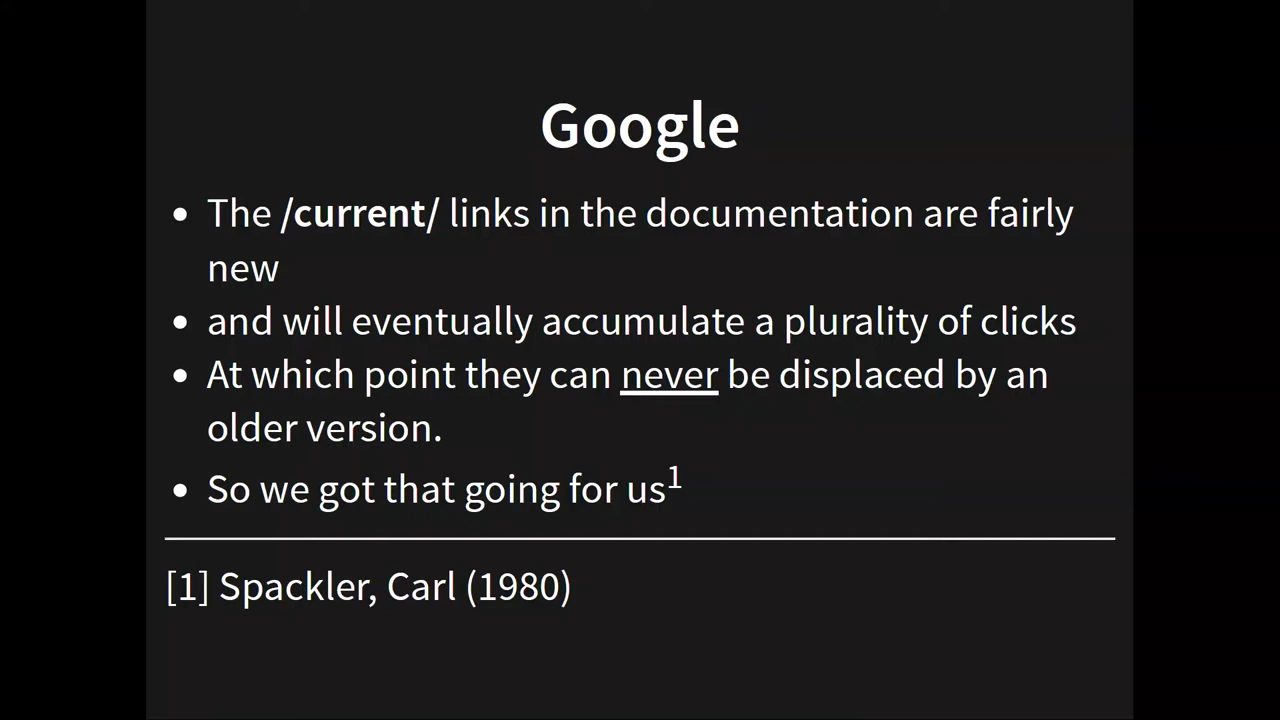 Google
• The /current/ links in the documentation are fairly
new
• and will eventually accumulate a plurality of clicks
• At which point they can never be displaced by an
older version.
• So we got that going for us¹
[1] Spackler, Carl (1980)